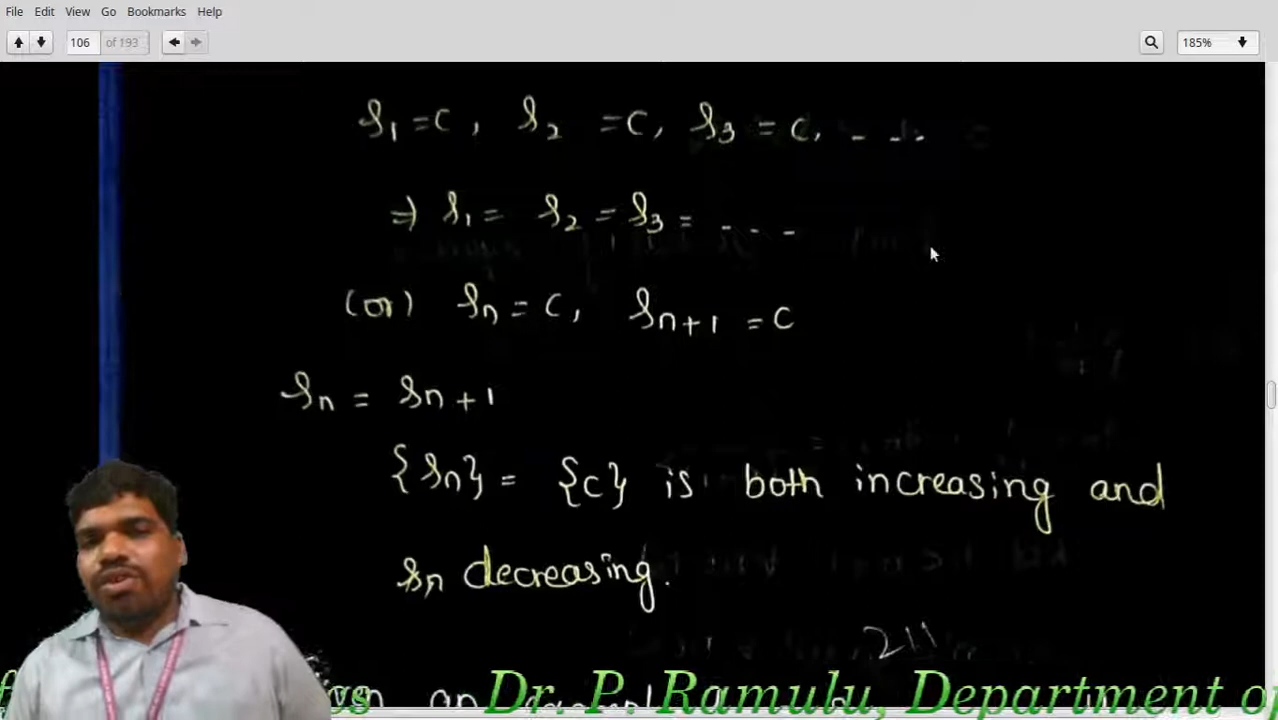 File Edit View Go Bookmarks Help
106 of 193 185%
S₁ = C, S₂ = C, S₃ = C, - - -
⇒ S₁ = S₂ = S₃ = - - -
(or) Sₙ = C, Sₙ₊₁ = C
Sₙ = Sₙ₊₁
{Sₙ} = {C} is both increasing and
Sₙ decreasing.
Dr. P. Ramulu, Department o